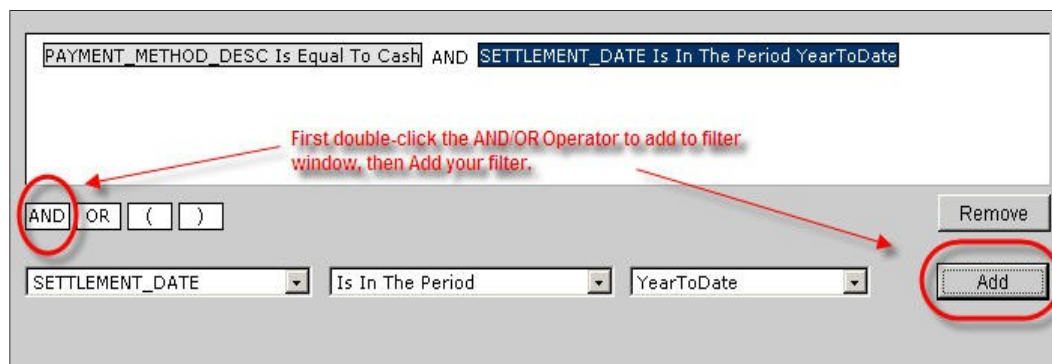 PAYMENT_METHOD_DESC Is Equal To Cash AND SETTLEMENT_DATE Is In The Period YearToDate
First double-click the AND/OR Operator to add to filter
window, then Add your filter.
AND OR ( ) Remove
SETTLEMENT_DATE Is In The Period YearToDate Add